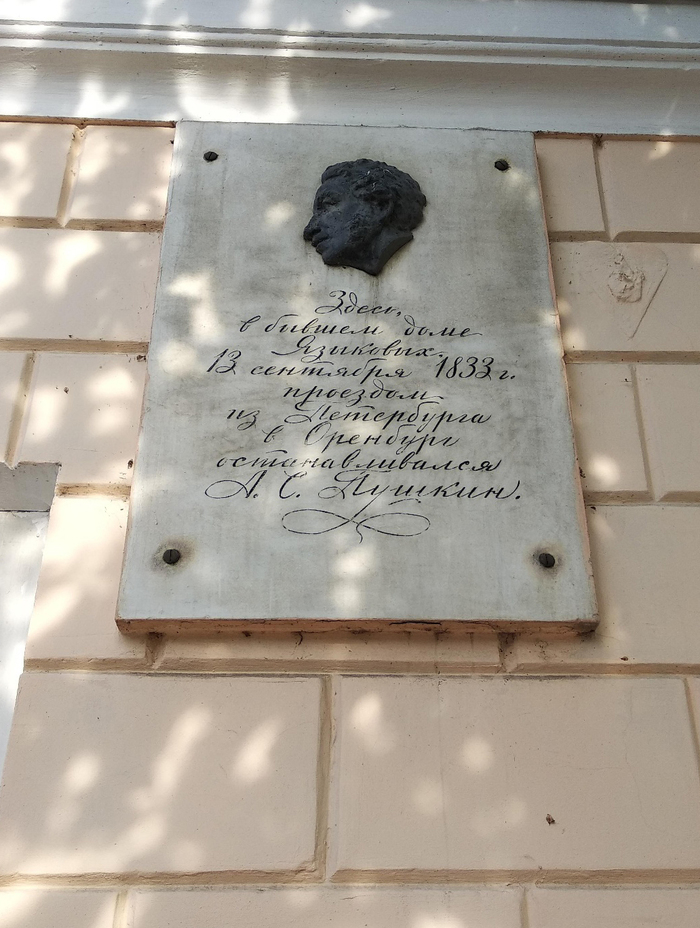 Здесь,
в бывшем доме
Языковых.
13 сентября 1833 г.
проездом
из Петербурга
в Оренбург
останавливался
А. С. Пушкин.